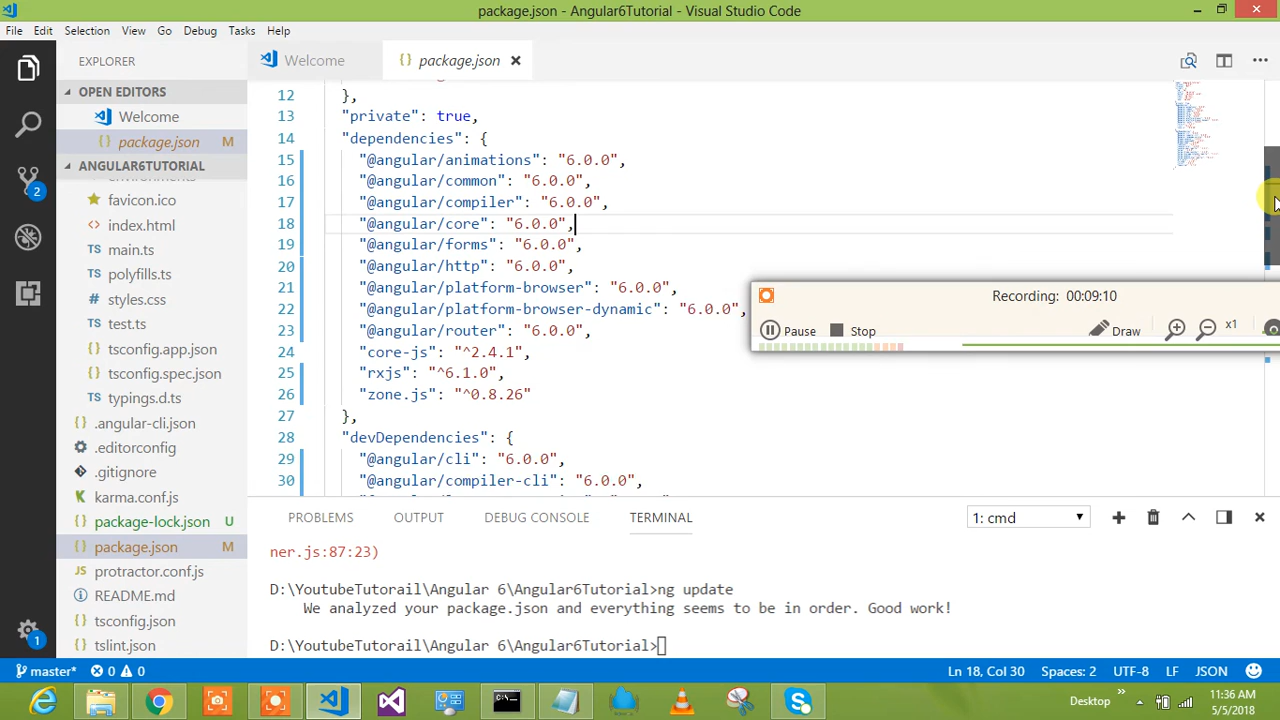 package.json - Angular6Tutorial - Visual Studio Code
File Edit Selection View Go Debug Tasks Help
EXPLORER
OPEN EDITORS
Welcome
package.json M
ANGULAR6TUTORIAL
favicon.ico
index.html
main.ts
polyfills.ts
styles.css
test.ts
tsconfig.app.json
tsconfig.spec.json
typings.d.ts
.angular-cli.json
.editorconfig
.gitignore
karma.conf.js
package-lock.json U
package.json M
protractor.conf.js
README.md
tsconfig.json
tslint.json
2
1
Welcome
package.json
12 },
13 "private": true,
14 "dependencies": {
15 "@angular/animations": "6.0.0",
16 "@angular/common": "6.0.0",
17 "@angular/compiler": "6.0.0",
18 "@angular/core": "6.0.0",
19 "@angular/forms": "6.0.0",
20 "@angular/http": "6.0.0",
21 "@angular/platform-browser": "6.0.0",
22 "@angular/platform-browser-dynamic": "6.0.0",
23 "@angular/router": "6.0.0",
24 "core-js": "^2.4.1",
25 "rxjs": "^6.1.0",
26 "zone.js": "^0.8.26"
27 },
28 "devDependencies": {
29 "@angular/cli": "6.0.0",
30 "@angular/compiler-cli": "6.0.0",
Recording: 00:09:10
Pause Stop Draw x1
PROBLEMS OUTPUT DEBUG CONSOLE TERMINAL 1: cmd
ner.js:87:23)
D:\YoutubeTutorail\Angular 6\Angular6Tutorial>ng update
We analyzed your package.json and everything seems to be in order. Good work!
D:\YoutubeTutorail\Angular 6\Angular6Tutorial>
master* 0 0 Ln 18, Col 30 Spaces: 2 UTF-8 LF JSON
Desktop
11:36 AM
5/5/2018